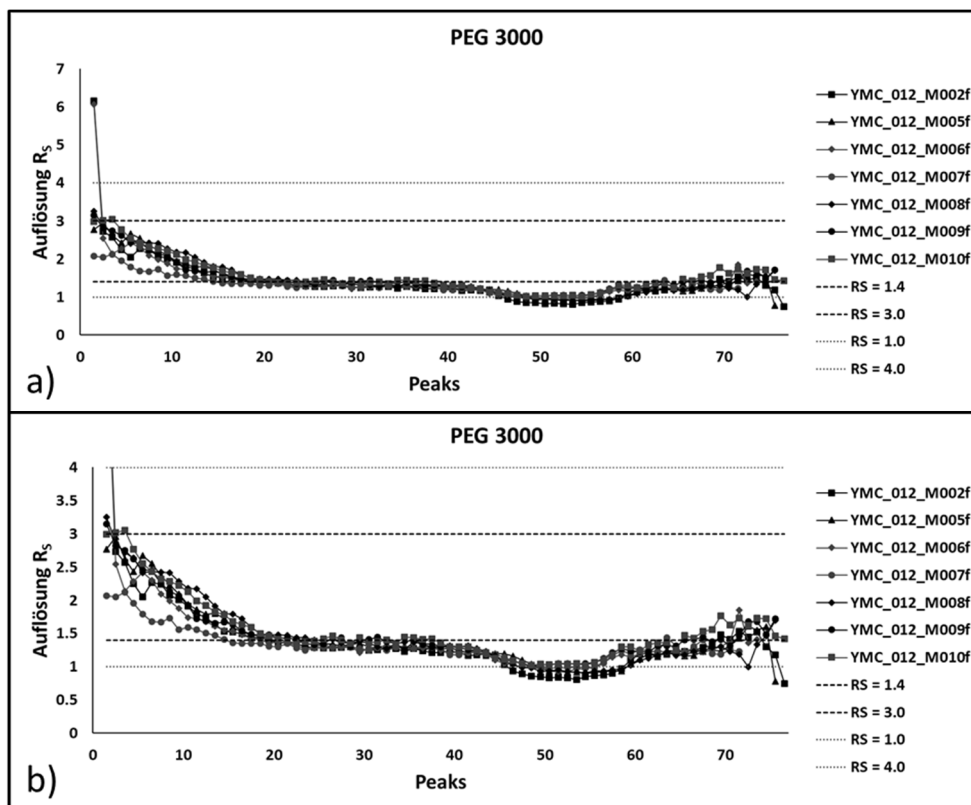 PEG 3000
7
6
5
4
3
2
1
0
Auflösung RS
0 10 20 30 40 50 60 70
Peaks
YMC_012_M002f
YMC_012_M005f
YMC_012_M006f
YMC_012_M007f
YMC_012_M008f
YMC_012_M009f
YMC_012_M010f
RS = 1.4
RS = 3.0
RS = 1.0
RS = 4.0
a)
PEG 3000
4
3.5
3
2.5
2
1.5
1
0.5
0
Auflösung RS
0 10 20 30 40 50 60 70
Peaks
YMC_012_M002f
YMC_012_M005f
YMC_012_M006f
YMC_012_M007f
YMC_012_M008f
YMC_012_M009f
YMC_012_M010f
RS = 1.4
RS = 3.0
RS = 1.0
RS = 4.0
b)